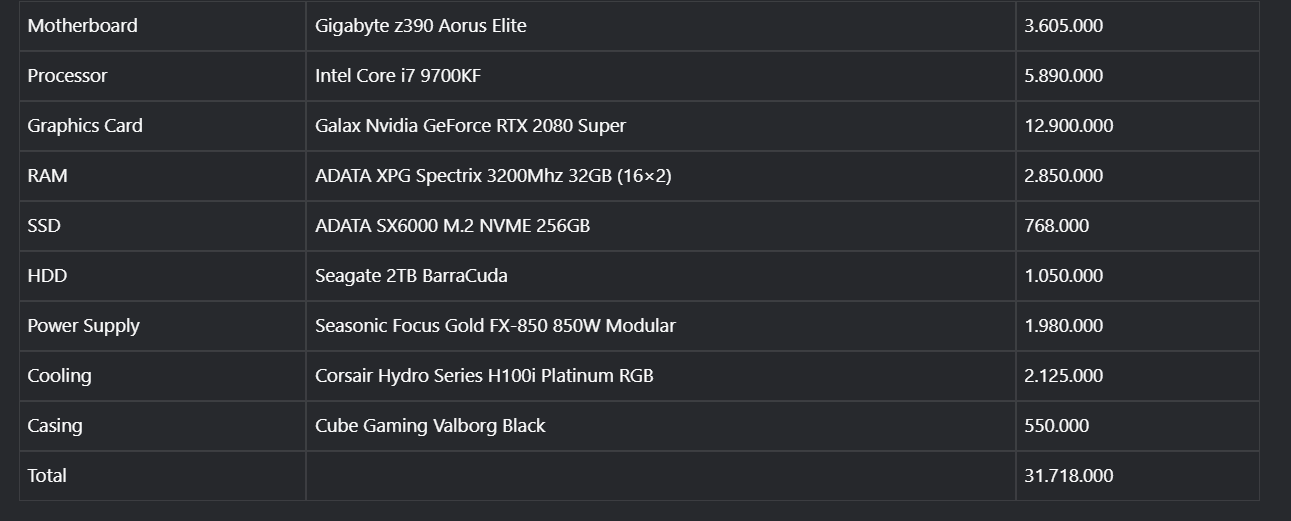 Motherboard Gigabyte z390 Aorus Elite 3.605.000
Processor Intel Core i7 9700KF 5.890.000
Graphics Card Galax Nvidia GeForce RTX 2080 Super 12.900.000
RAM ADATA XPG Spectrix 3200Mhz 32GB (16×2) 2.850.000
SSD ADATA SX6000 M.2 NVME 256GB 768.000
HDD Seagate 2TB BarraCuda 1.050.000
Power Supply Seasonic Focus Gold FX-850 850W Modular 1.980.000
Cooling Corsair Hydro Series H100i Platinum RGB 2.125.000
Casing Cube Gaming Valborg Black 550.000
Total 31.718.000